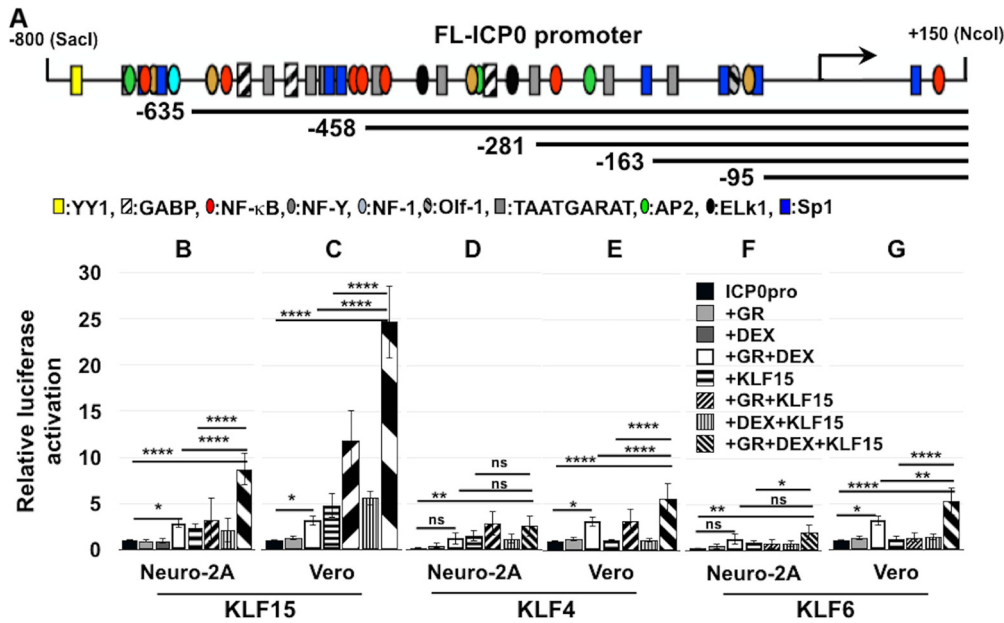 A
-800 (SacI)
FL-ICP0 promoter
+150 (NcoI)
-635
-458
-281
-163
-95
:YY1, :GABP, :NF-κB, :NF-Y, :NF-1, :Olf-1, :TAATGARAT, :AP2, :ELk1, :Sp1
B C D E F G
Relative luciferase
activation
30
25
20
15
10
5
0
**** **** **** *
**** **** **** *
ns ns ** ns
**** **** **** *
* ns ** ns
**** ** **** *
ICP0pro
+GR
+DEX
+GR+DEX
+KLF15
+GR+KLF15
+DEX+KLF15
+GR+DEX+KLF15
Neuro-2A Vero Neuro-2A Vero Neuro-2A Vero
KLF15 KLF4 KLF6